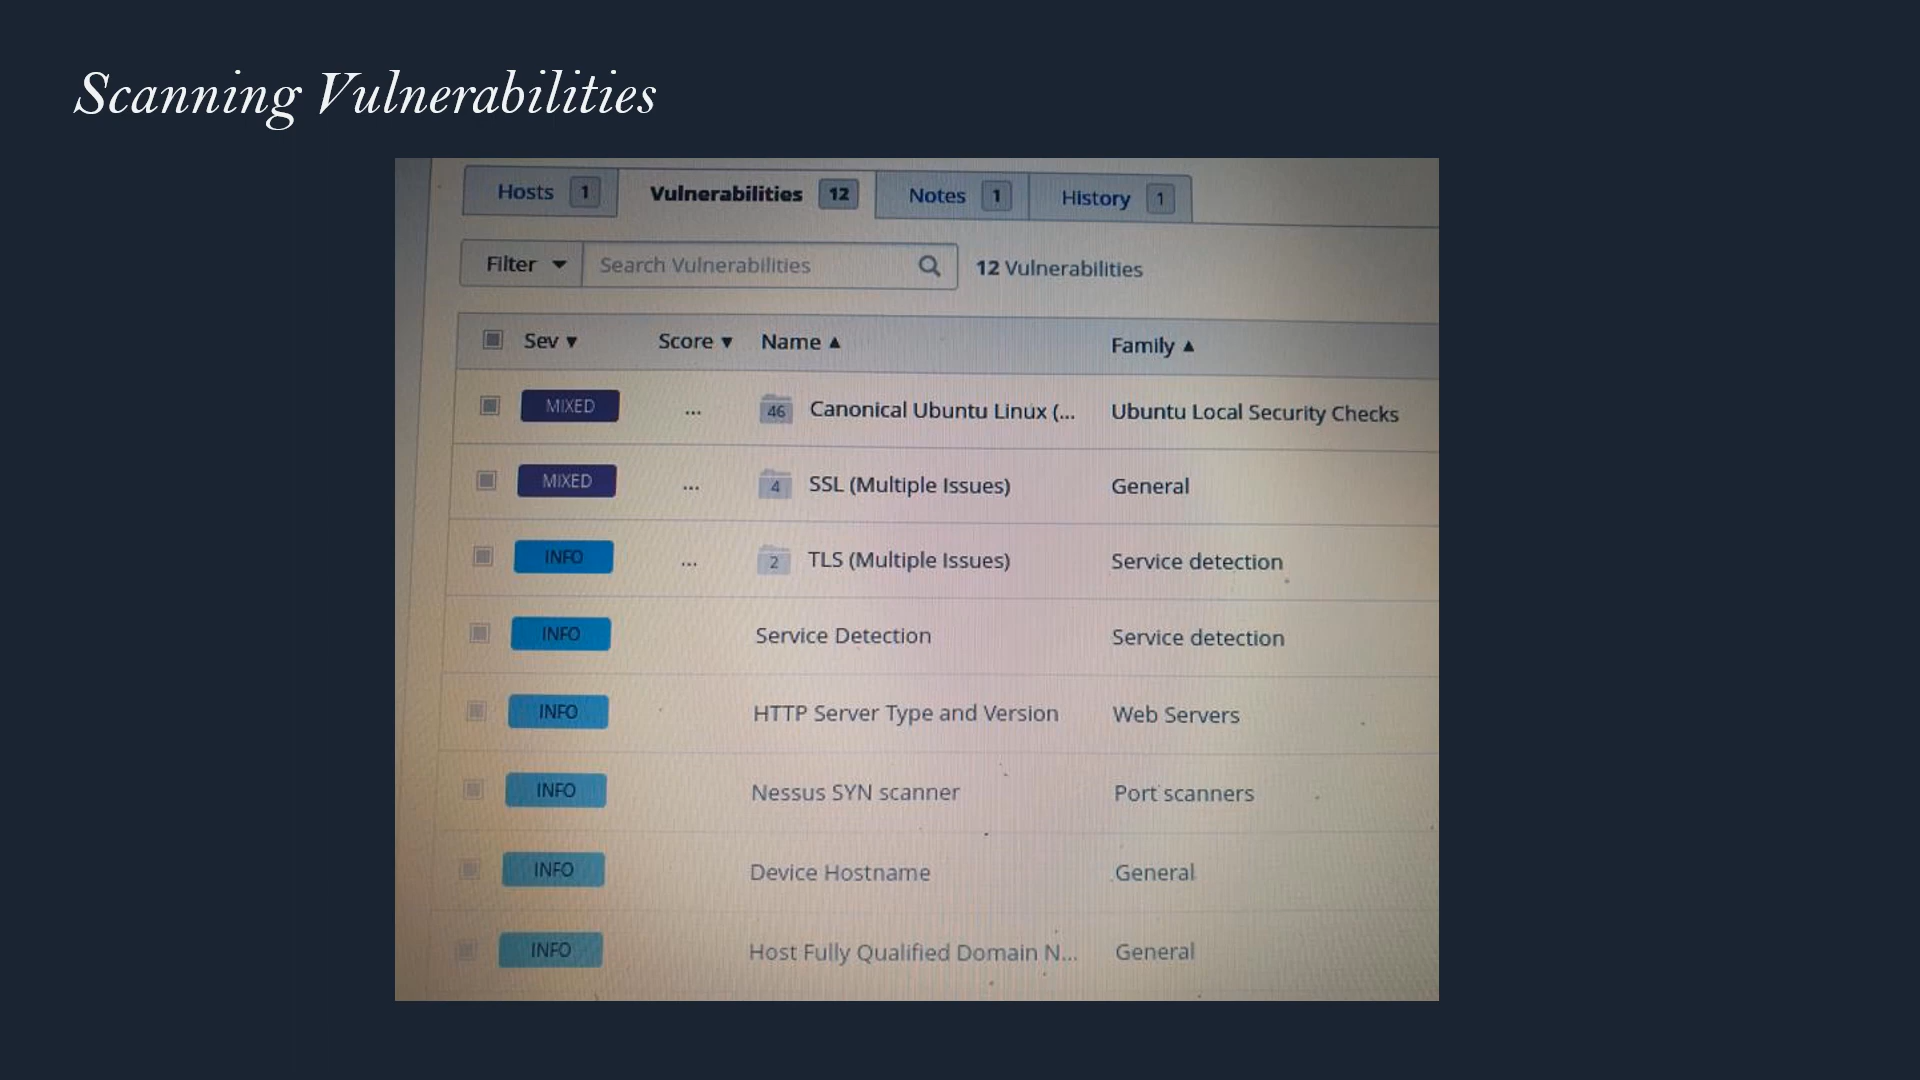 Scanning Vulnerabilities
Hosts 1 Vulnerabilities 12 Notes 1 History 1
Filter Search Vulnerabilities 12 Vulnerabilities
Sev Score Name Family
MIXED ... 46 Canonical Ubuntu Linux (... Ubuntu Local Security Checks
MIXED ... 4 SSL (Multiple Issues) General
INFO ... 2 TLS (Multiple Issues) Service detection
INFO Service Detection Service detection
INFO HTTP Server Type and Version Web Servers
INFO Nessus SYN scanner Port scanners
INFO Device Hostname General
INFO Host Fully Qualified Domain N... General